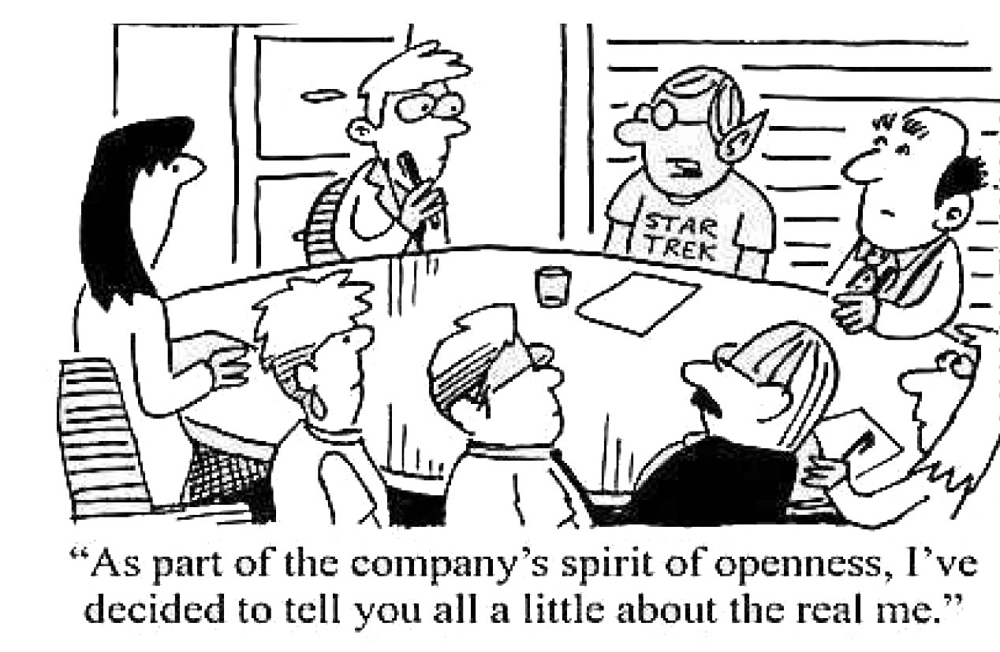 STAR
TREK
“As part of the company’s spirit of openness, I’ve
decided to tell you all a little about the real me.”